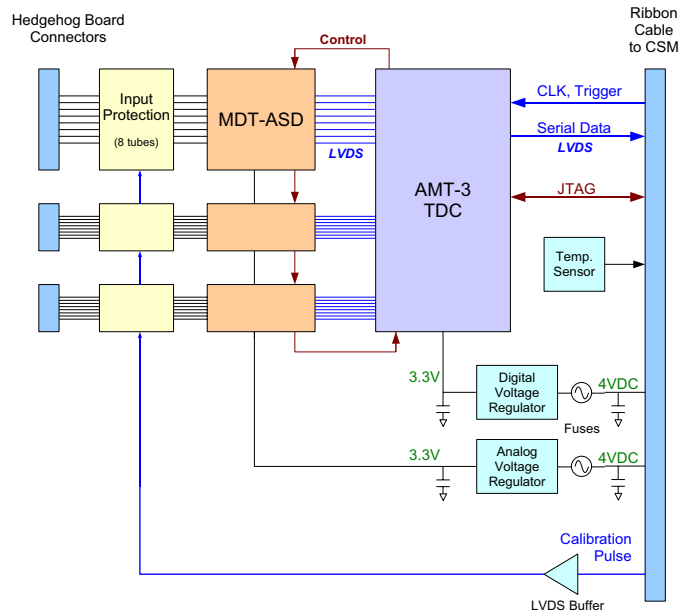 Hedgehog Board
Connectors
Ribbon
Cable
to CSM
Control
Input
Protection
(8 tubes)
MDT-ASD
LVDS
AMT-3
TDC
CLK, Trigger
Serial Data
LVDS
JTAG
Temp.
Sensor
3.3V
Digital
Voltage
Regulator
4VDC
Fuses
3.3V
Analog
Voltage
Regulator
4VDC
Calibration
Pulse
LVDS Buffer